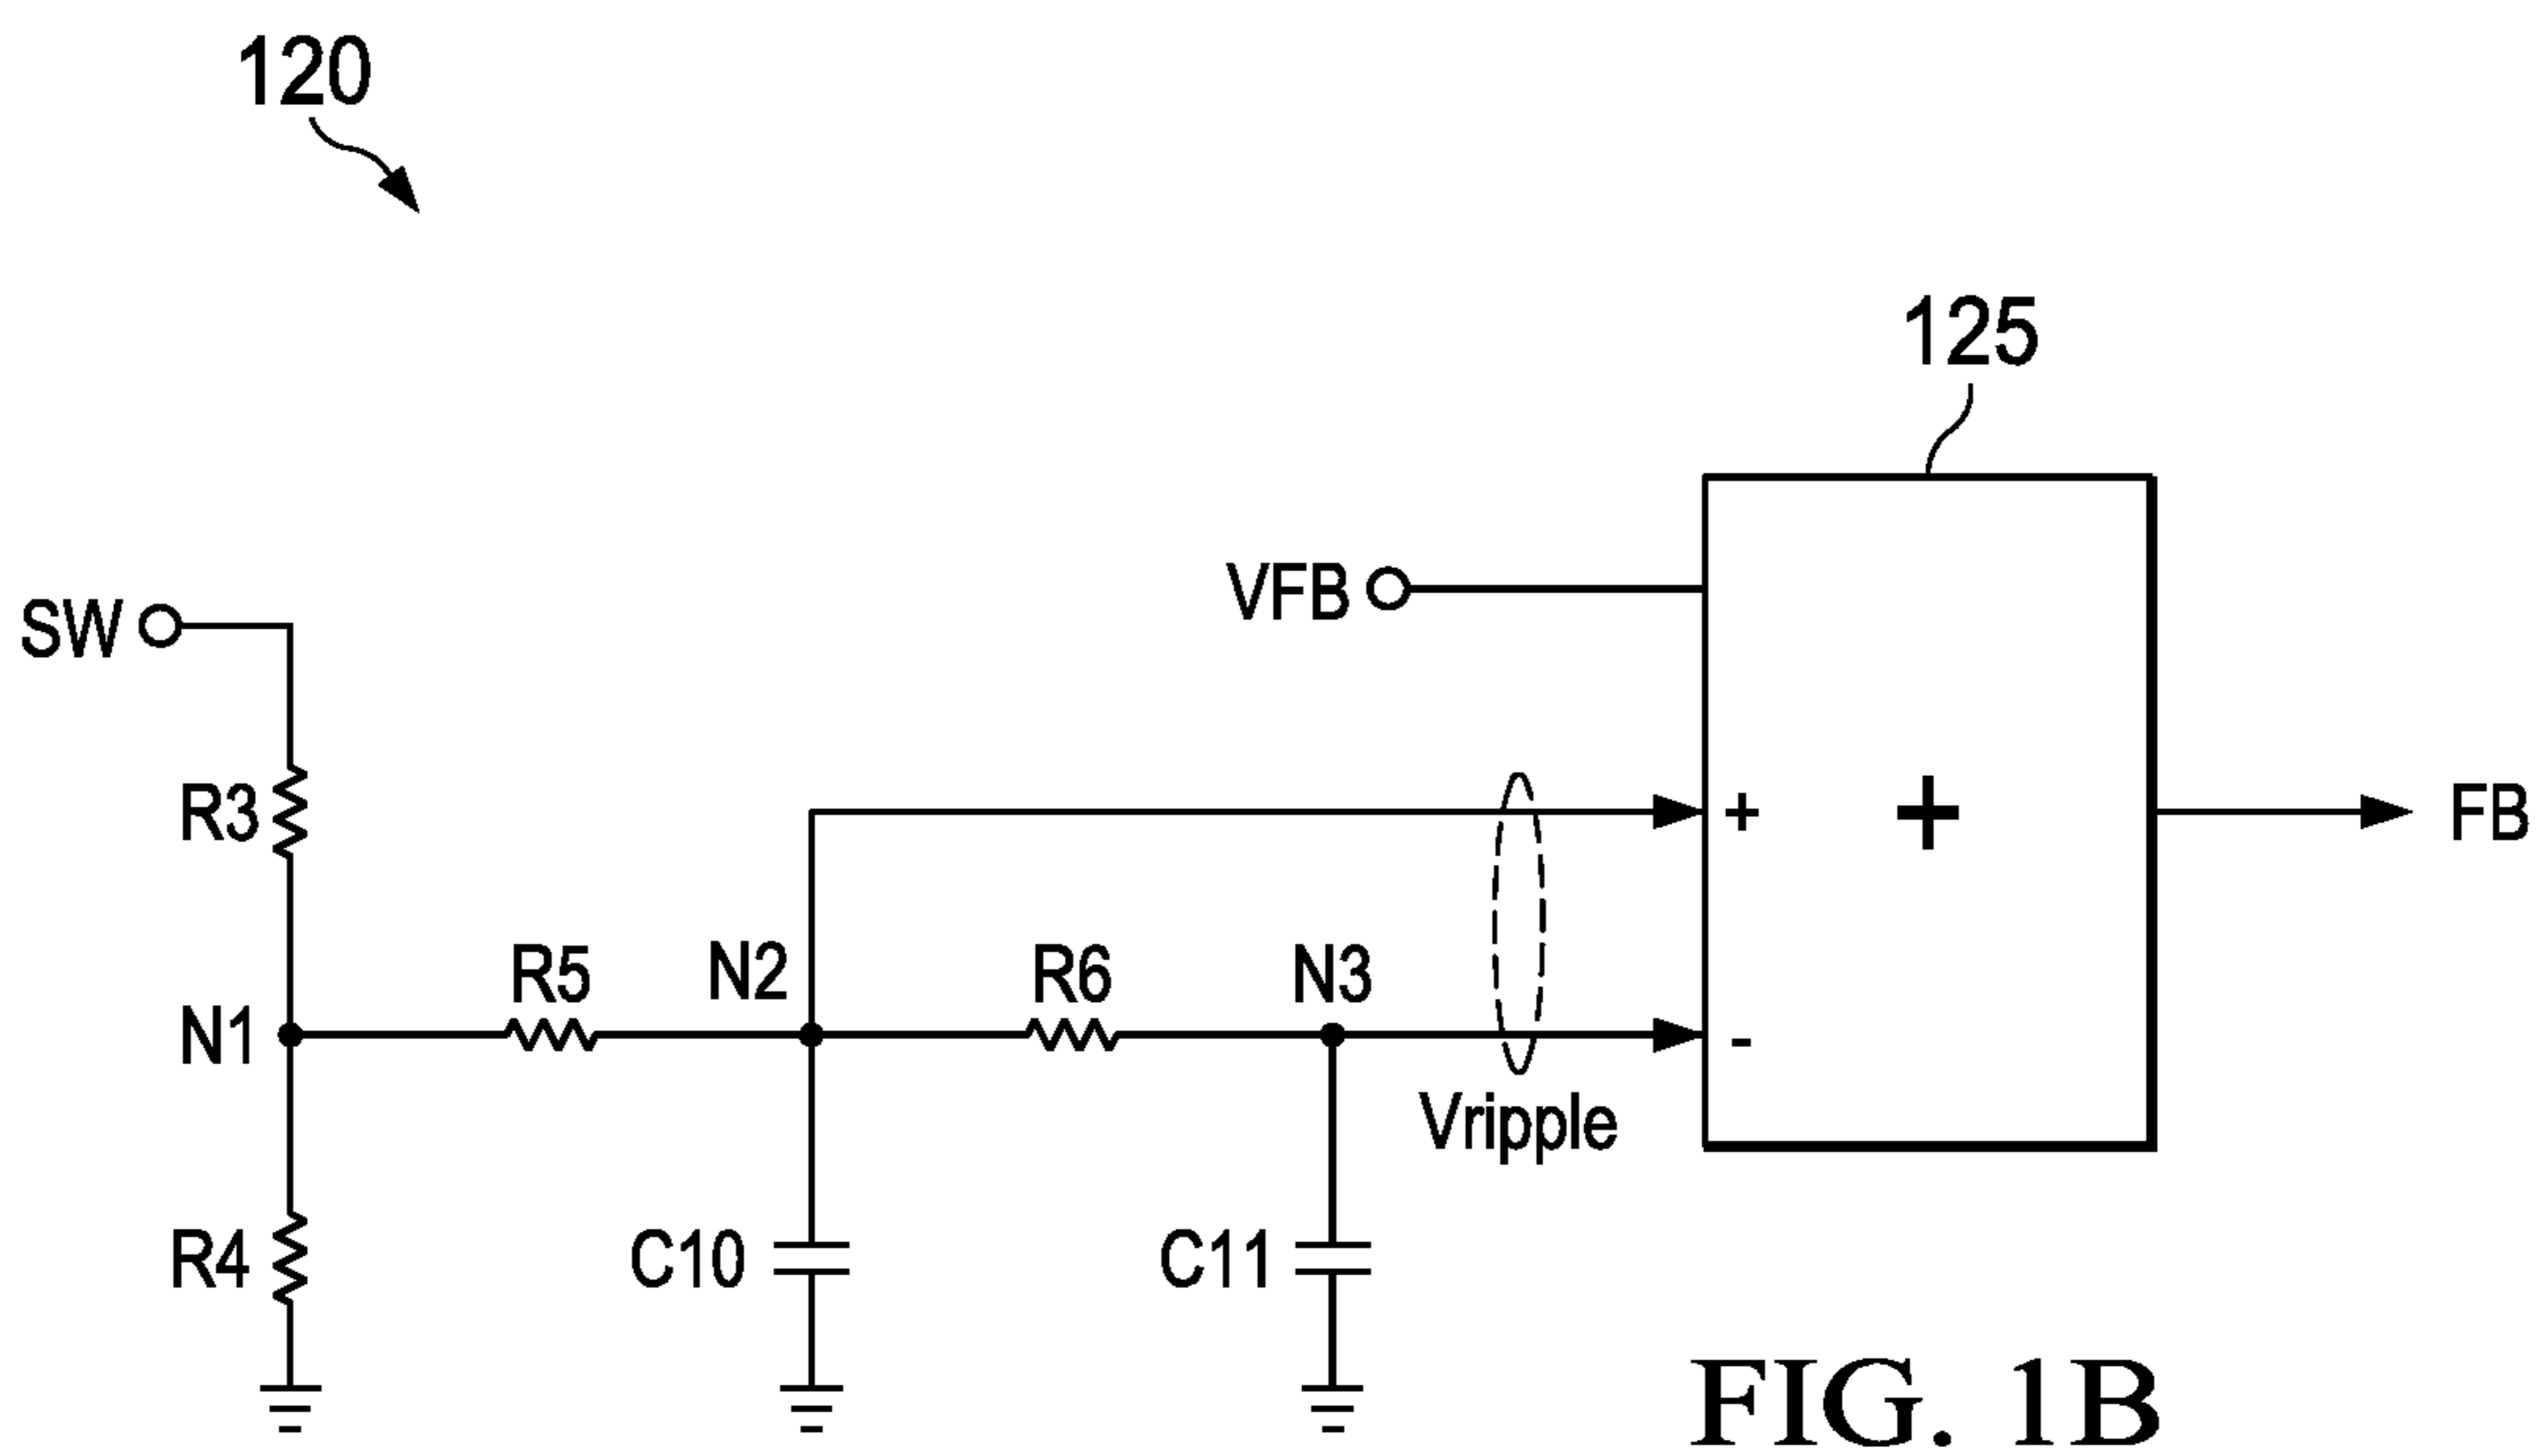 120
125
VFB
SW
R3
+
+
FB
R5
N2
R6
N3
N1
-
Vripple
R4
C10
C11
FIG. 1B